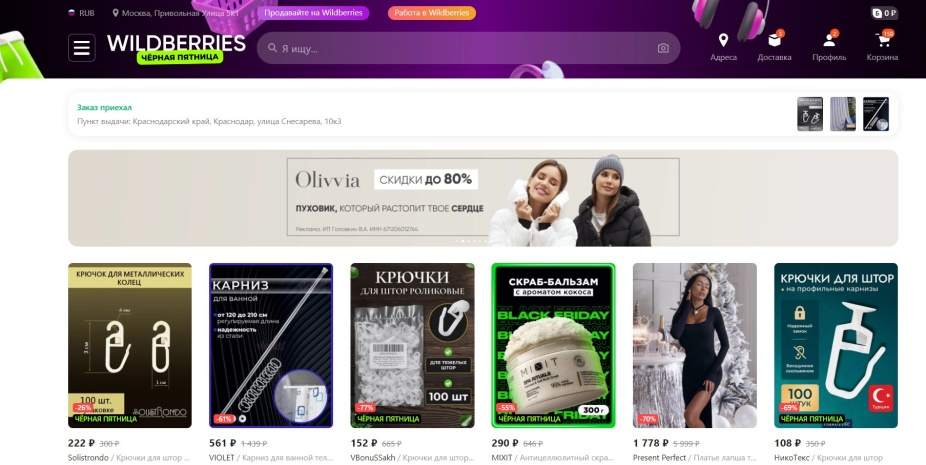 RUB
Москва, Привольная Улица 5к1
Продавайте на Wildberries
Работа в Wildberries
0 ₽
WILDBERRIES
ЧЁРНАЯ ПЯТНИЦА
Я ищу...
Адреса
Доставка
Профиль
Корзина
Заказ приехал
Пункт выдачи: Краснодарский край, Краснодар, улица Снесарева, 10к3
Olivvia
СКИДКИ ДО 80%
ПУХОВИК, КОТОРЫЙ РАСТОПИТ ТВОЕ СЕРДЦЕ
Реклама. ИП Головкин В.А. ИНН 671206012764
КРЮЧОК ДЛЯ МЕТАЛЛИЧЕСКИХ
КОЛЕЦ
4 мм
3 см
1 см
100 шт.
-26%
ЧЁРНАЯ ПЯТНИЦА
SOLISTRONDO
КАРНИЗ
ДЛЯ ВАННОЙ
от 120 до 210 см
регулируемая длина
надежность
из стали
-61%
КРЮЧКИ
ДЛЯ ШТОР РОЛИКОВЫЕ
ДЛЯ ТЯЖЕЛЫХ
ШТОР
100 шт
-77%
ЧЁРНАЯ ПЯТНИЦА
СКРАБ-БАЛЬЗАМ
с ароматом кокоса
BLACK FRIDAY
MIXIT
300 г
-55%
ЧЁРНАЯ ПЯТНИЦА
-70%
КРЮЧКИ ДЛЯ ШТОР
на профильные карнизы
Надежный
замок
Бесшумное
скольжение
100
ШТУК
Турция
-69%
ЧЁРНАЯ ПЯТНИЦА
222 ₽ 300 ₽
Solistrondo / Крючки для штор ...
561 ₽ 1 439 ₽
VIOLET / Карниз для ванной тел...
152 ₽ 665 ₽
VBonuSSakh / Крючки для штор...
290 ₽ 646 ₽
MIXIT / Антицеллюлитный скра...
1 778 ₽ 5 999 ₽
Present Perfect / Платье лапша т...
108 ₽ 350 ₽
НикоТекс / Крючки для штор